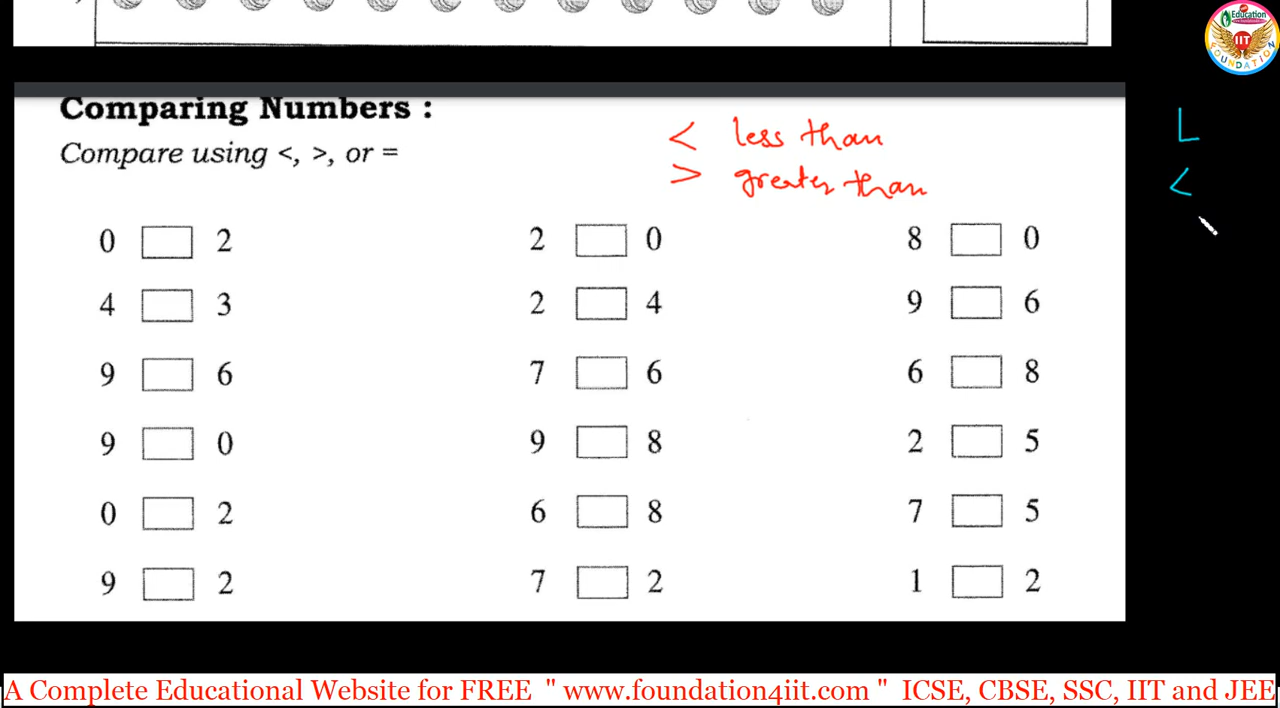 Education
IIT
FOUNDATION
Comparing Numbers :
Compare using <, >, or =
< less than
> greater than
L
<
0 2 2 0 8 0
4 3 2 4 9 6
9 6 7 6 6 8
9 0 9 8 2 5
0 2 6 8 7 5
9 2 7 2 1 2
A Complete Educational Website for FREE " www.foundation4iit.com " ICSE, CBSE, SSC, IIT and JEE